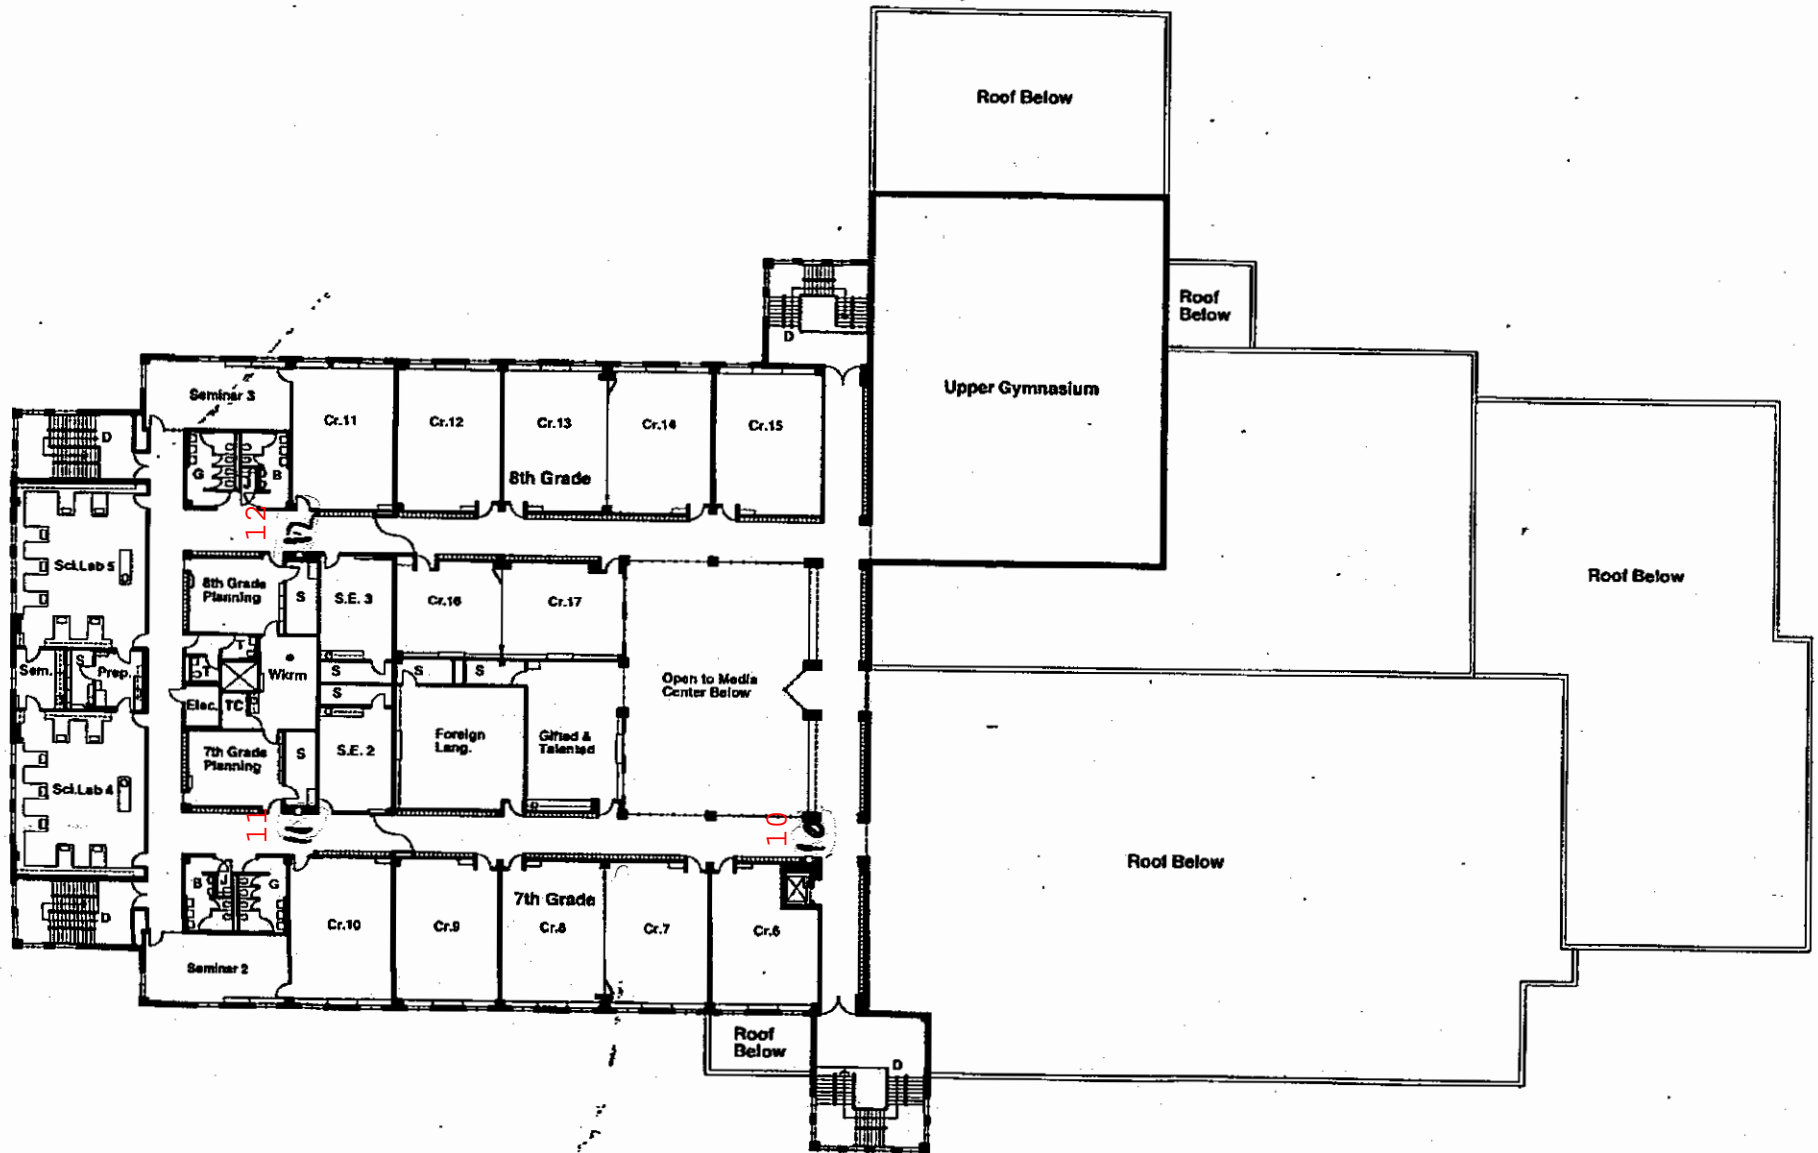 Roof Below
Roof
Below
D
Upper Gymnasium
Seminar 3
Cr.11
Cr.12
Cr.13
Cr.14
Cr.15
8th Grade
D
G
J
B
12
12
Sci.Lab 5
8th Grade
Planning
S
S.E. 3
Cr.16
Cr.17
Roof Below
T
T
Wkrm
S
S
S
S
Sem.
S
Prep.
Elec.
TC
Open to Media
Center Below
7th Grade
Planning
S
S.E. 2
Foreign
Lang.
Gifted &
Talented
Sci.Lab 4
11
11
10
10
B
J
G
D
Cr.10
Cr.9
7th Grade
Cr.8
Cr.7
Cr.6
Roof Below
Seminar 2
Roof
Below
D